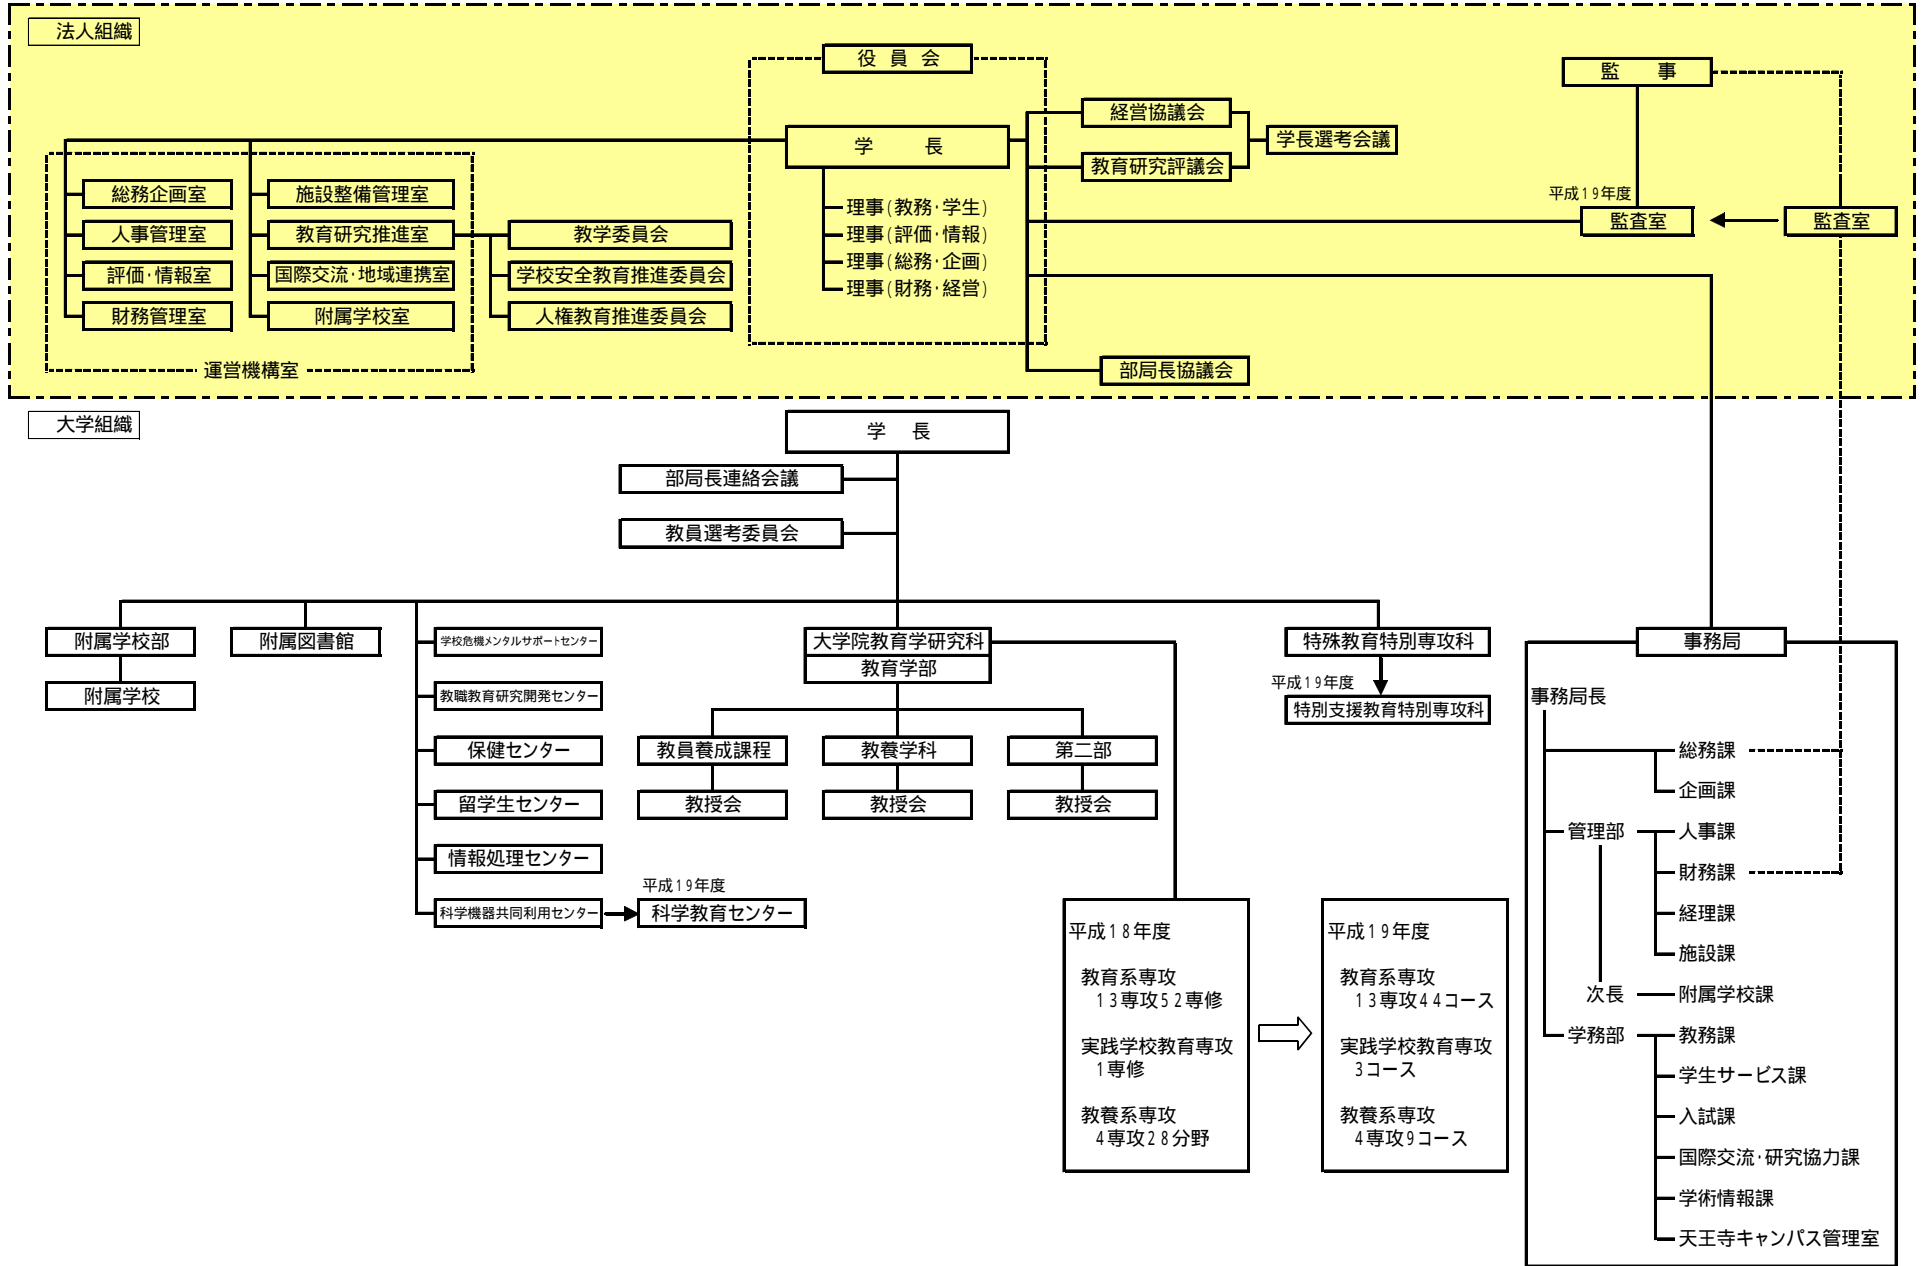 法人組織
役 員 会
監 事
経営協議会
学 長
学長選考会議
教育研究評議会
総務企画室
施設整備管理室
平成19年度
理事(教務・学生)
監査室
監査室
人事管理室
教育研究推進室
教学委員会
理事(評価・情報)
評価・情報室
国際交流・地域連携室
学校安全教育推進委員会
理事(総務・企画)
理事(財務・経営)
財務管理室
附属学校室
人権教育推進委員会
運営機構室
部局長協議会
大学組織
学 長
部局長連絡会議
教員選考委員会
附属学校部
附属図書館
学校危機メンタルサポートセンター
大学院教育学研究科
特殊教育特別専攻科
事務局
教育学部
平成19年度
附属学校
教職教育研究開発センター
特別支援教育特別専攻科
事務局長
保健センター
教員養成課程
教養学科
第二部
総務課
留学生センター
教授会
教授会
教授会
企画課
管理部
人事課
情報処理センター
財務課
平成19年度
科学機器共同利用センター
科学教育センター
経理課
施設課
次長
附属学校課
学務部
教務課
学生サービス課
入試課
国際交流・研究協力課
学術情報課
天王寺キャンパス管理室
平成18年度
教育系専攻
13専攻52専修
実践学校教育専攻
1専修
教養系専攻
4専攻28分野
平成19年度
教育系専攻
13専攻44コース
実践学校教育専攻
3コース
教養系専攻
4専攻9コース